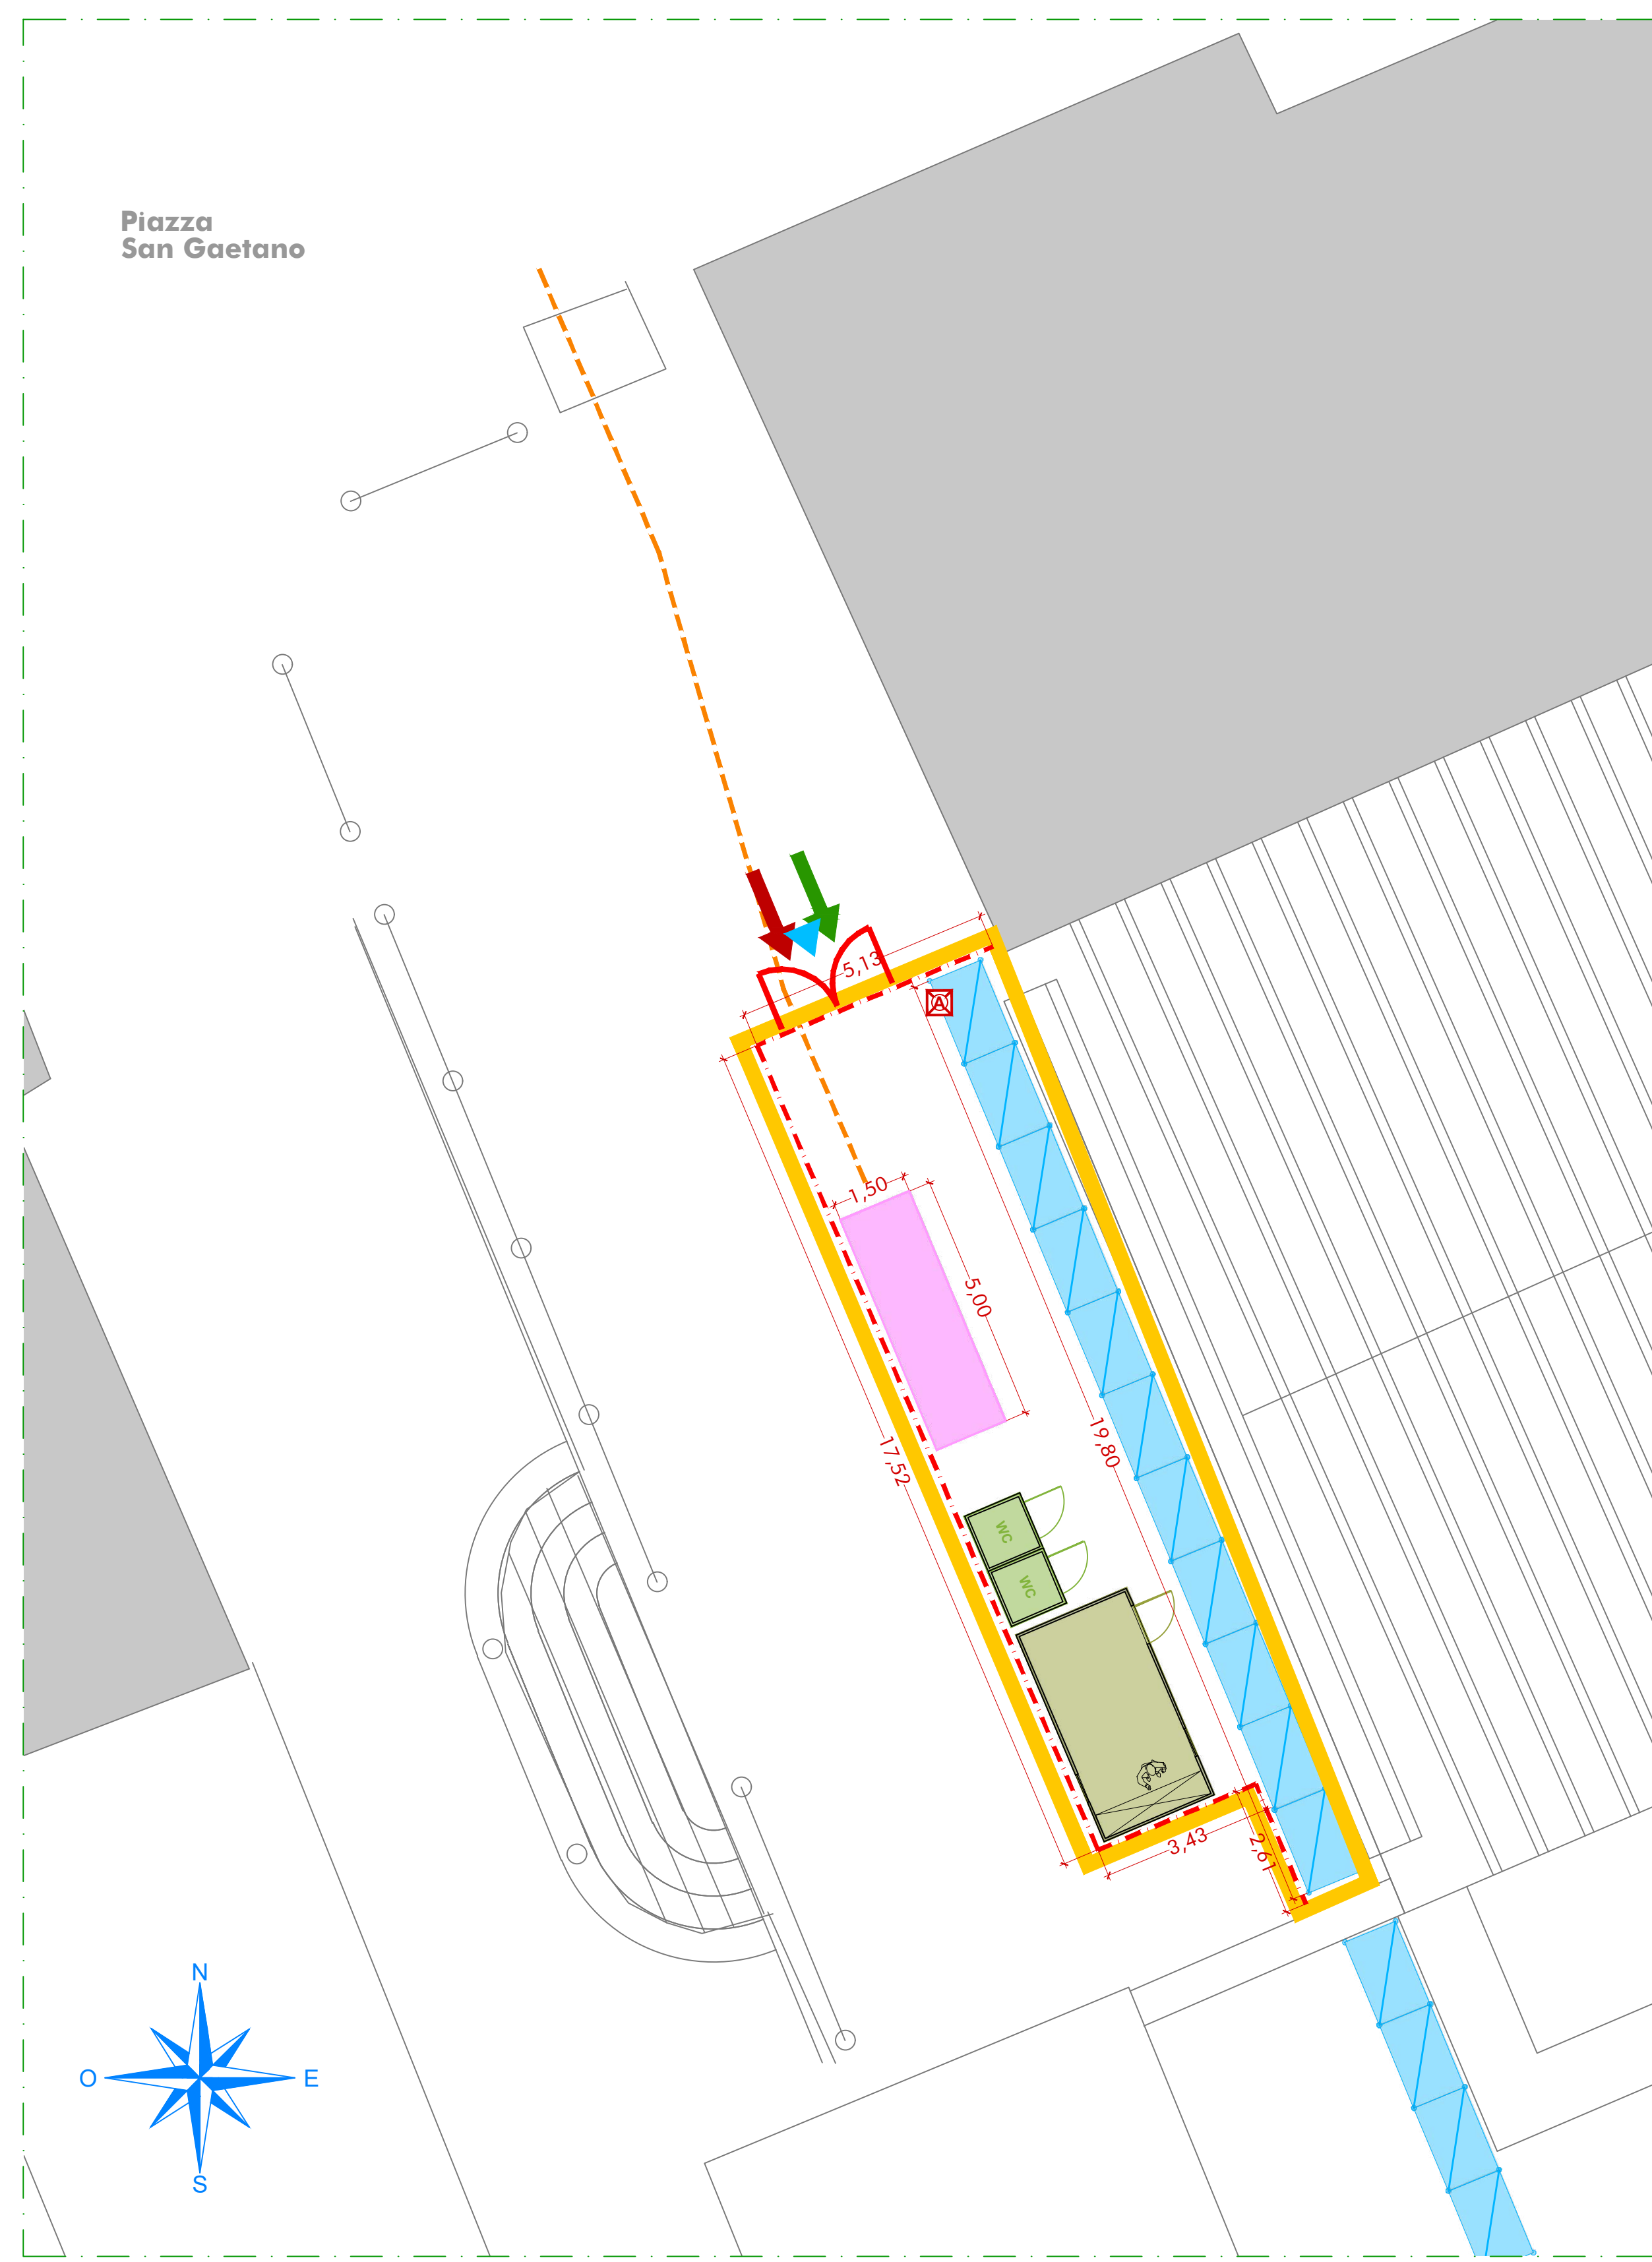 Piazza
San Gaetano
5,13
A
1,50
5,00
17,52
19,80
WC
WC
3,43
2,61
N
O
E
S